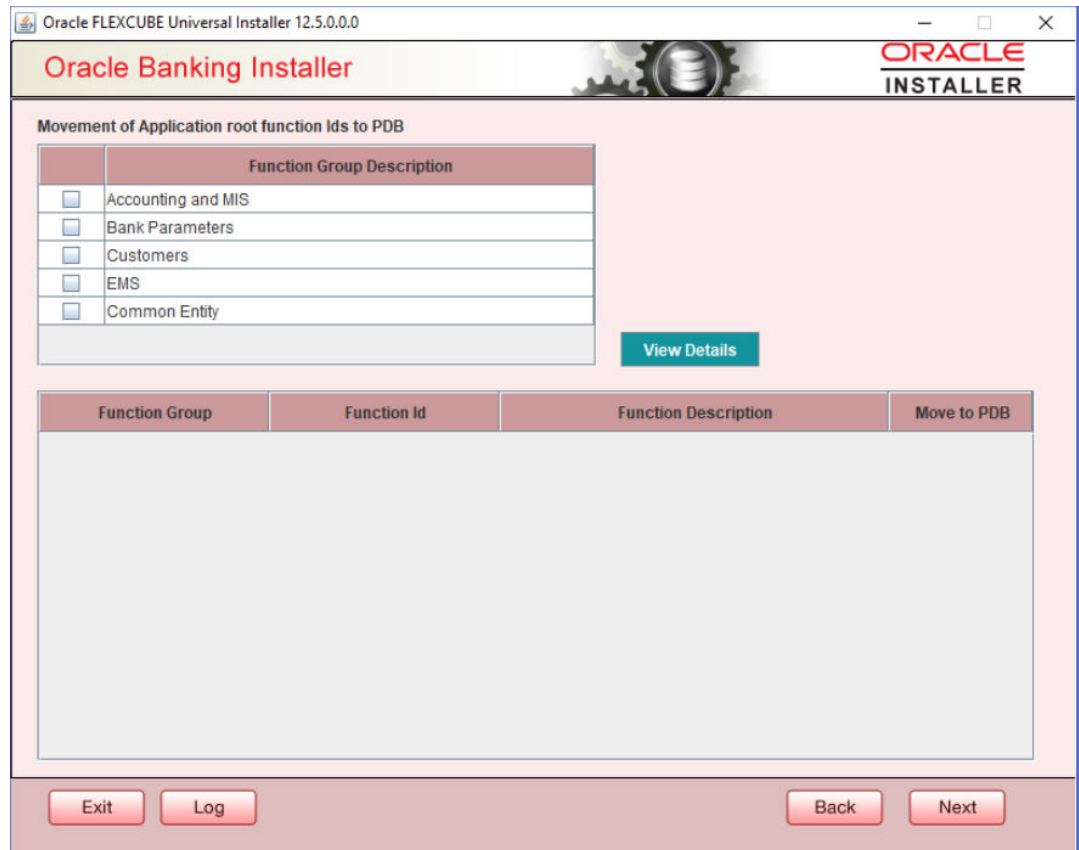 Oracle FLEXCUBE Universal Installer 12.5.0.0.0
Oracle Banking Installer
ORACLE
INSTALLER
Movement of Application root function Ids to PDB
Function Group Description
Accounting and MIS
Bank Parameters
Customers
EMS
Common Entity
View Details
Function Group Function Id Function Description Move to PDB
Exit Log Back Next